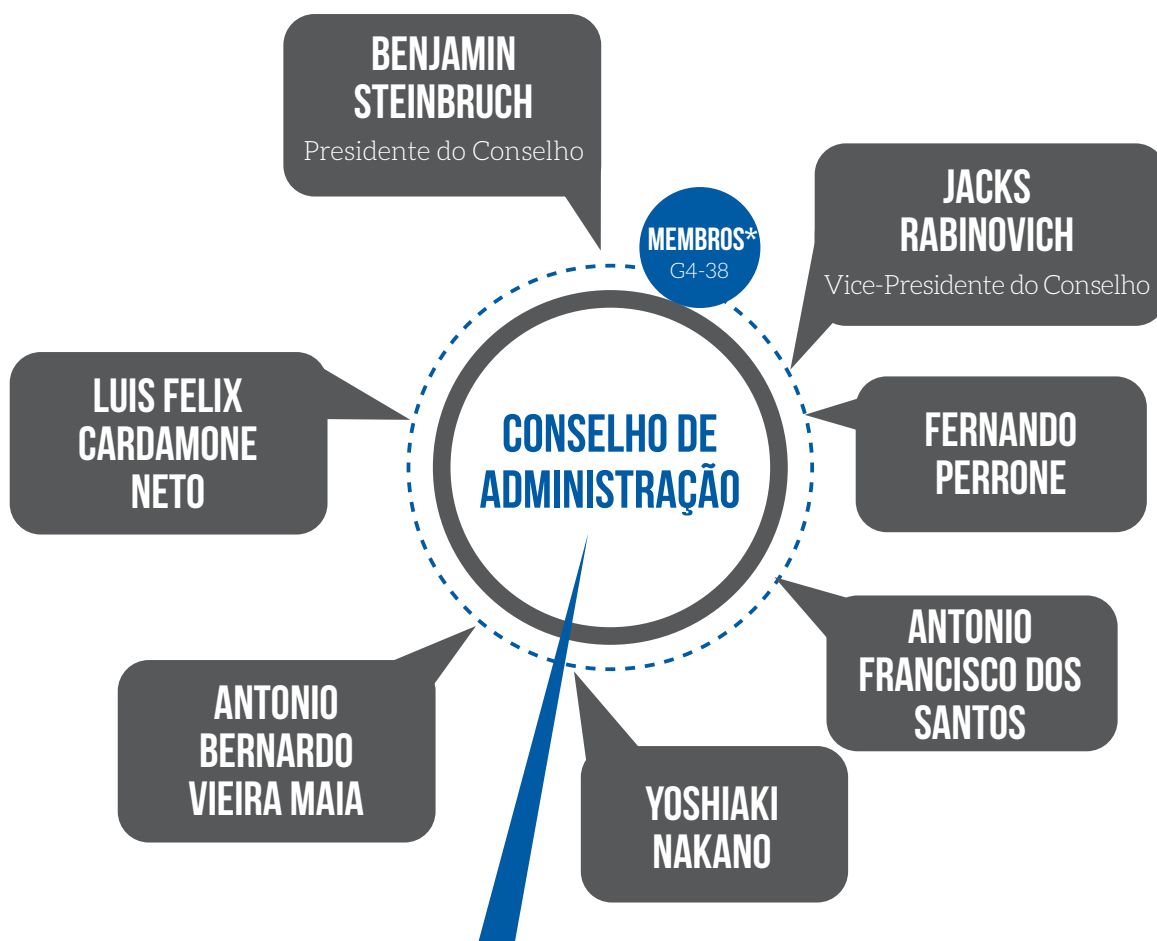 BENJAMIN
STEINBRUCH
Presidente do Conselho
MEMBROS*
G4-38
JACKS
RABINOVICH
Vice-Presidente do Conselho
LUIS FELIX
CARDAMONE
NETO
CONSELHO DE
ADMINISTRAÇÃO
FERNANDO
PERRONE
ANTONIO
FRANCISCO DOS
SANTOS
ANTONIO
BERNARDO
VIEIRA MAIA
YOSHIAKI
NAKANO